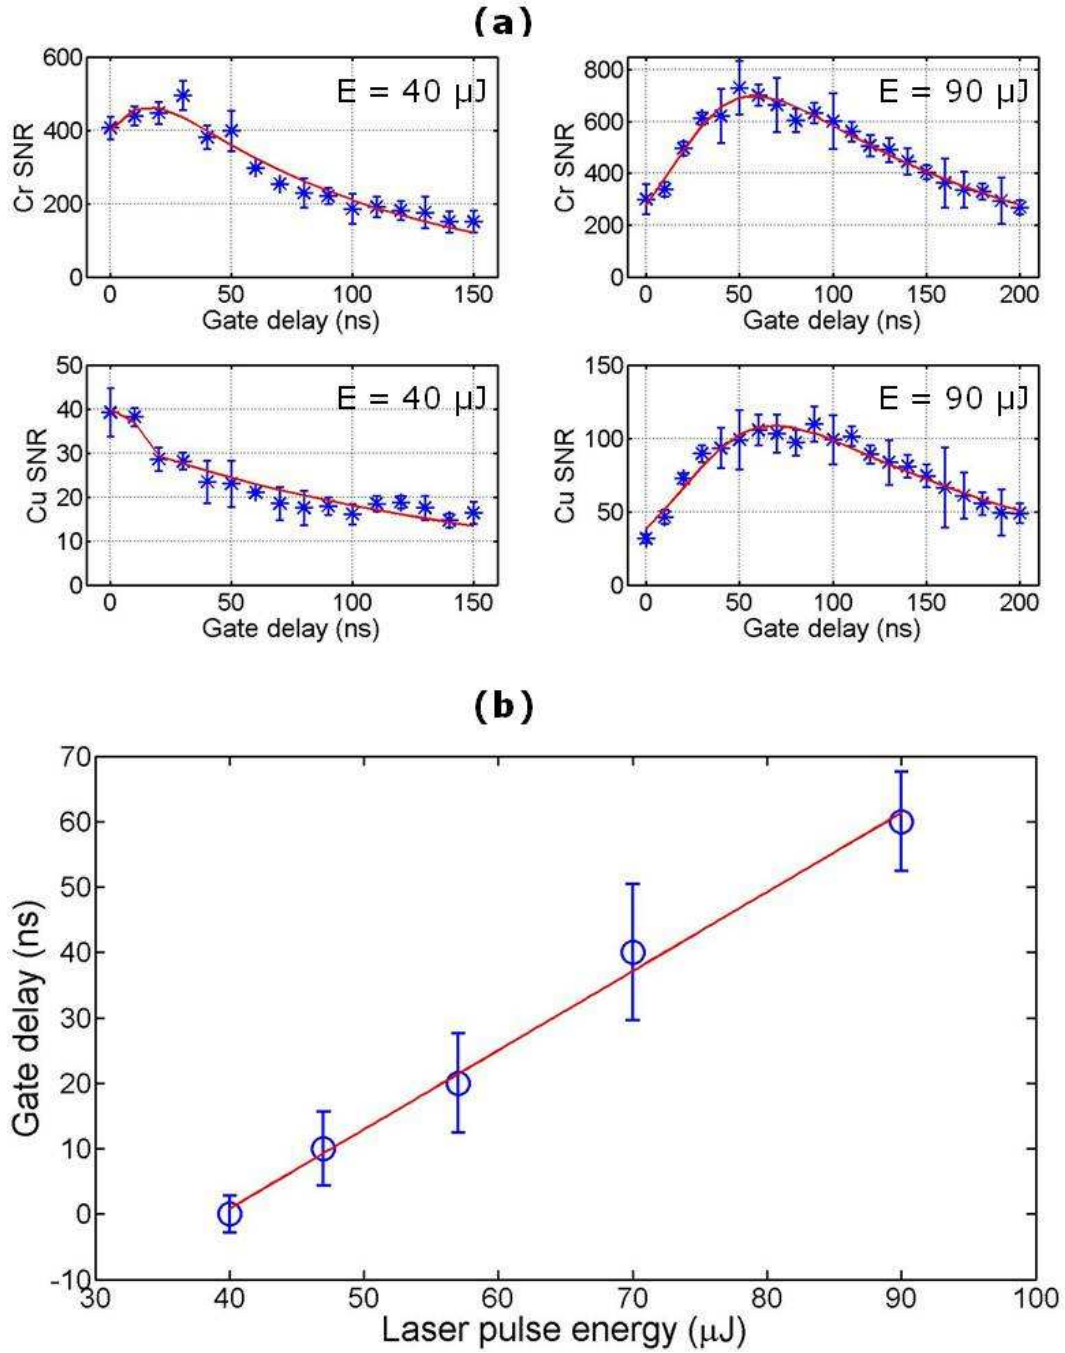 (a)
600
400
200
0
Cr SNR
E = 40 µJ
0 50 100 150
Gate delay (ns)
800
600
400
200
0
Cr SNR
E = 90 µJ
0 50 100 150 200
Gate delay (ns)
50
40
30
20
10
0
Cu SNR
E = 40 µJ
0 50 100 150
Gate delay (ns)
150
100
50
0
Cu SNR
E = 90 µJ
0 50 100 150 200
Gate delay (ns)
(b)
70
60
50
40
30
20
10
0
-10
Gate delay (ns)
30 40 50 60 70 80 90 100
Laser pulse energy (µJ)